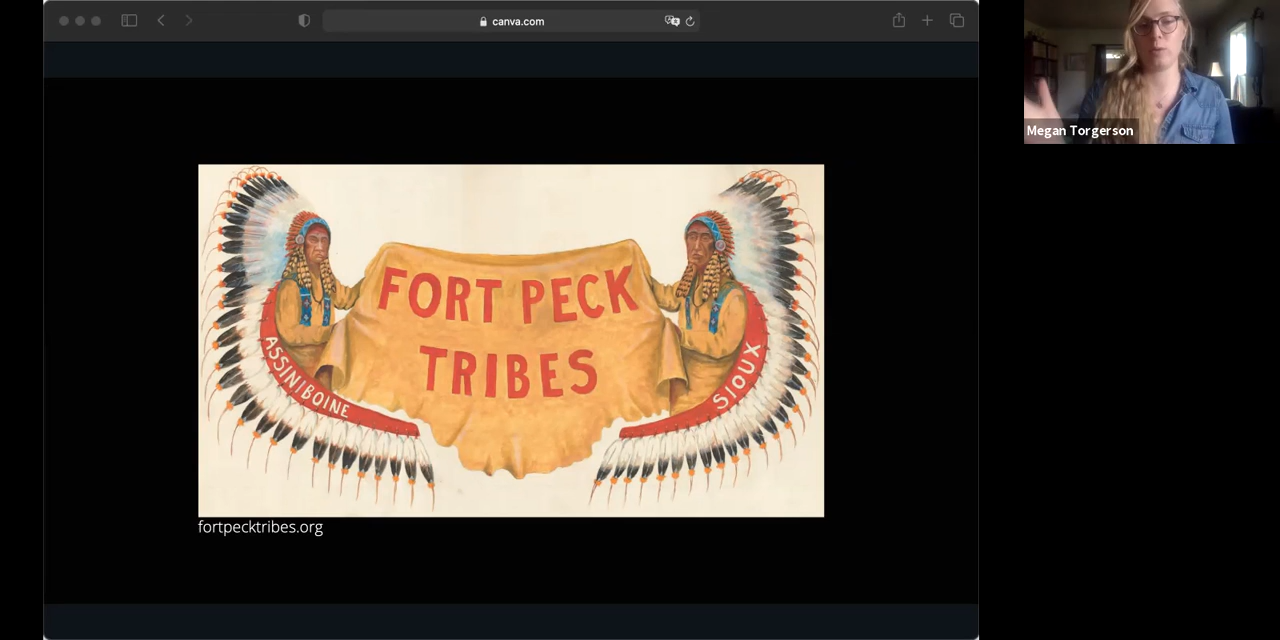 canva.com
Megan Torgerson
FORT PECK
TRIBES
ASSINIBOINE
SIOUX
fortpecktribes.org